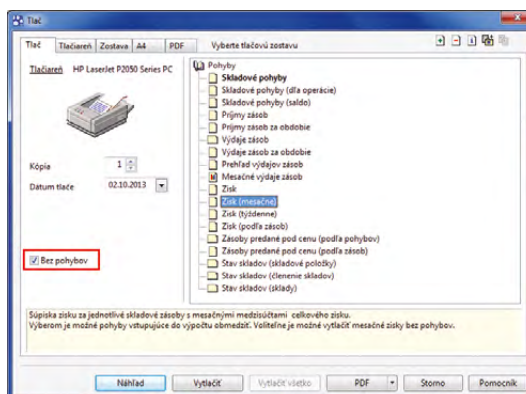 Tlač
Tlač Tlačiareň Zostava A4 PDF Vyberte tlačovú zostavu
Tlačiareň HP LaserJet P2050 Series PC
Kópia 1
Dátum tlače 02.10.2013
Bez pohybov
Pohyby
Skladové pohyby
Skladové pohyby (dľa operácie)
Skladové pohyby (saldo)
Príjmy zásob
Príjmy zásob za obdobie
Výdaje zásob
Výdaje zásob za obdobie
Prehľad výdajov zásob
Mesačné výdaje zásob
Zisk
Zisk (mesačne)
Zisk (týždenne)
Zisk (podľa zásob)
Zásoby predané pod cenu (podľa pohybov)
Zásoby predané pod cenu (podľa zásob)
Stav skladov (skladové položky)
Stav skladov (členenie skladov)
Stav skladov (sklady)
Súpiska zisku za jednotlivé skladové zásoby s mesačnými medzisúčtami celkového zisku.
Výberom je možné pohyby vstupujúce do výpočtu obmedziť. Voliteľne je možné vytlačiť mesačné zisky bez pohybov.
Náhľad Vytlačiť Vytlačiť všetko PDF Storno Pomocník